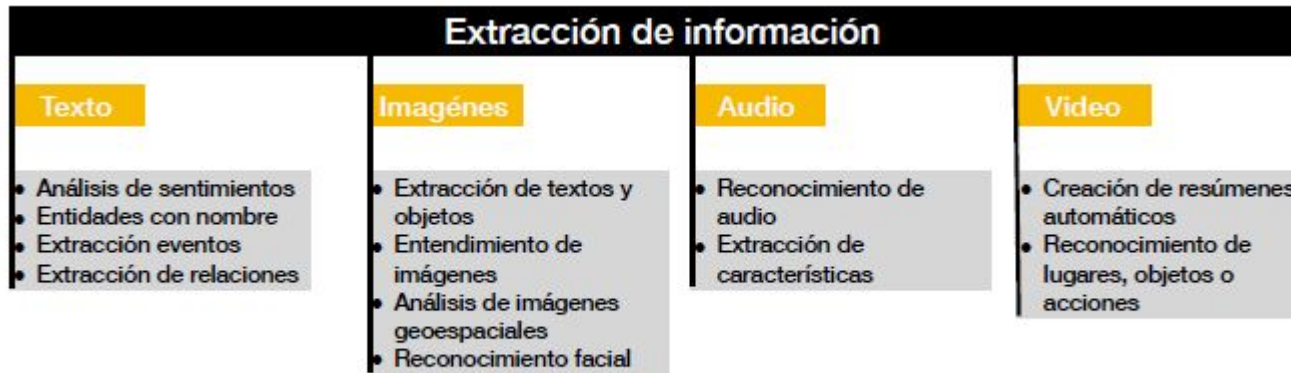 Extracción de información
Texto
• Análisis de sentimientos
• Entidades con nombre
• Extracción eventos
• Extracción de relaciones
Imagénes
• Extracción de textos y
objetos
• Entendimiento de
imágenes
• Análisis de imágenes
geoespaciales
• Reconocimiento facial
Audio
• Reconocimiento de
audio
• Extracción de
características
Video
• Creación de resúmenes
automáticos
• Reconocimiento de
lugares, objetos o
acciones